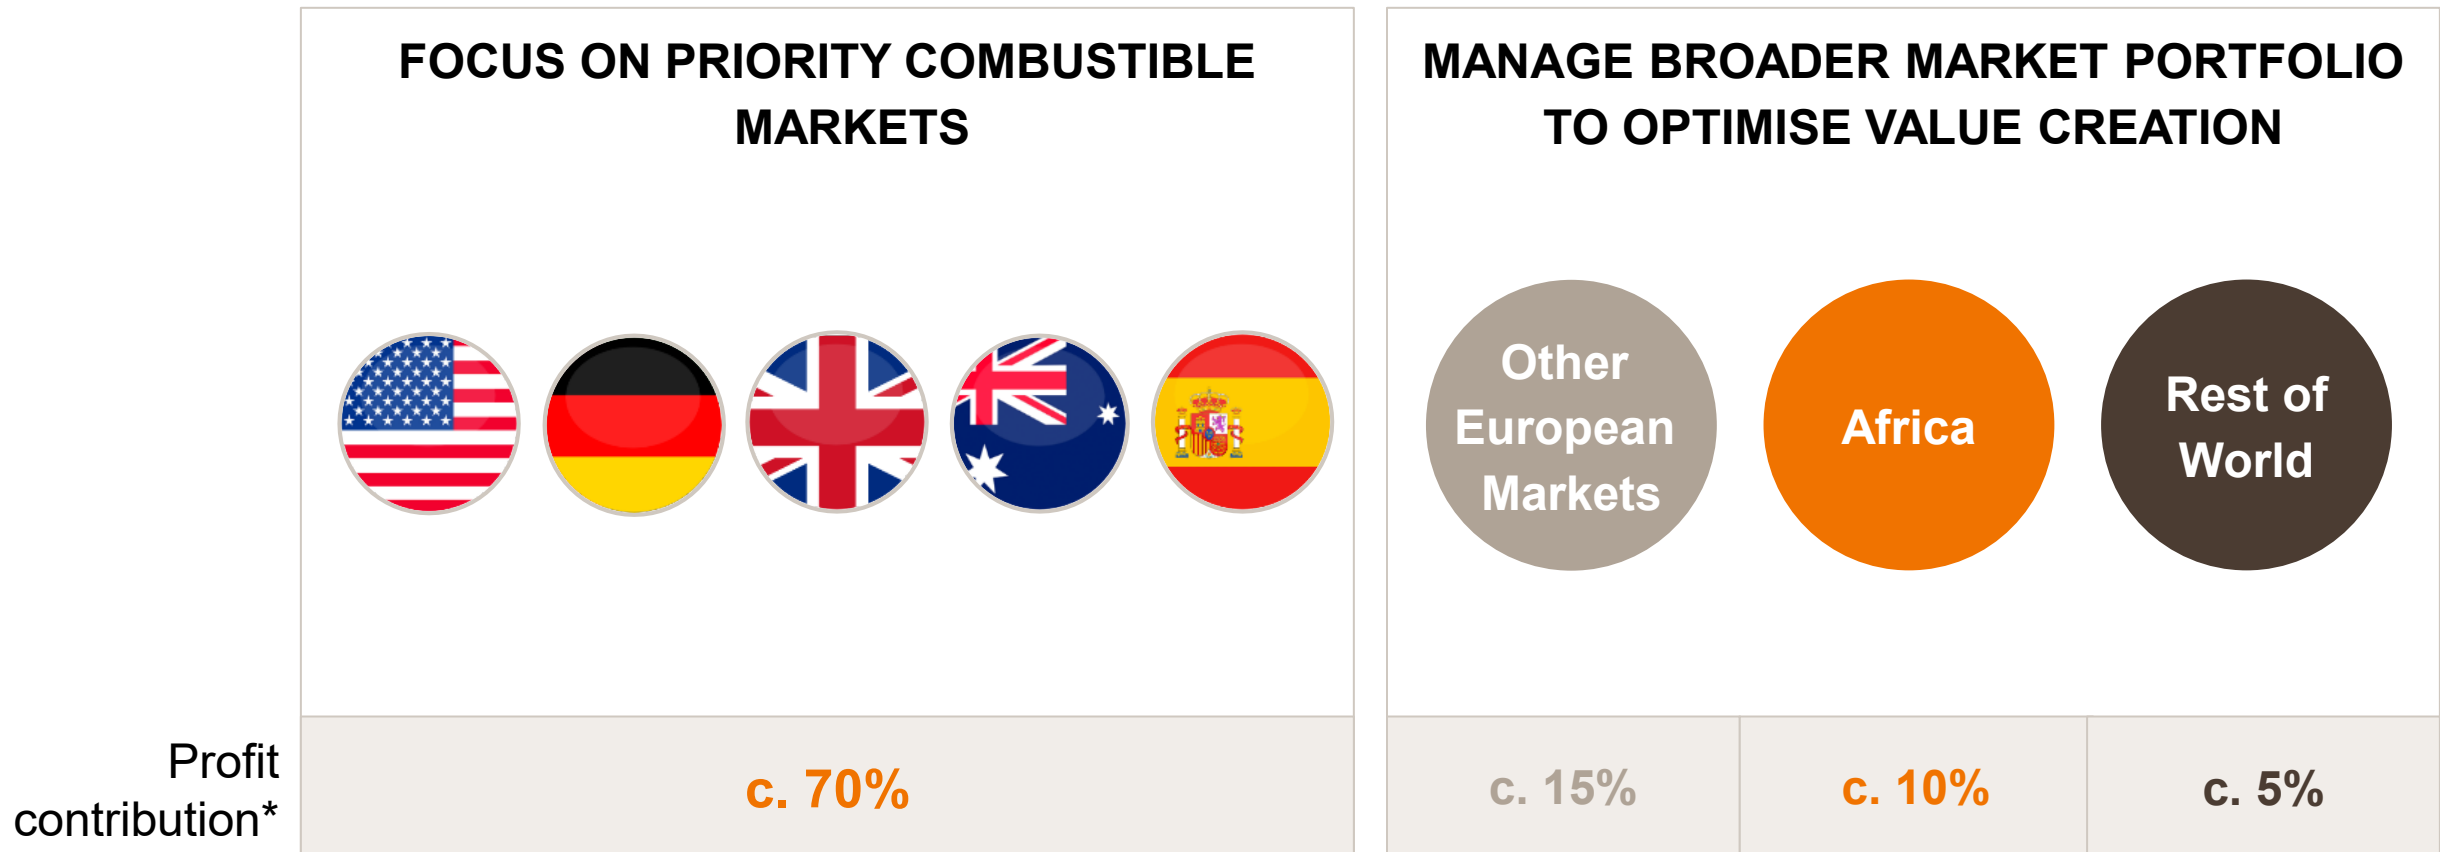 FOCUS ON PRIORITY COMBUSTIBLE
MARKETS
MANAGE BROADER MARKET PORTFOLIO
TO OPTIMISE VALUE CREATION
Other
European
Markets
Africa
Rest of
World
Profit
contribution*
c. 70%
c. 15%
c. 10%
c. 5%